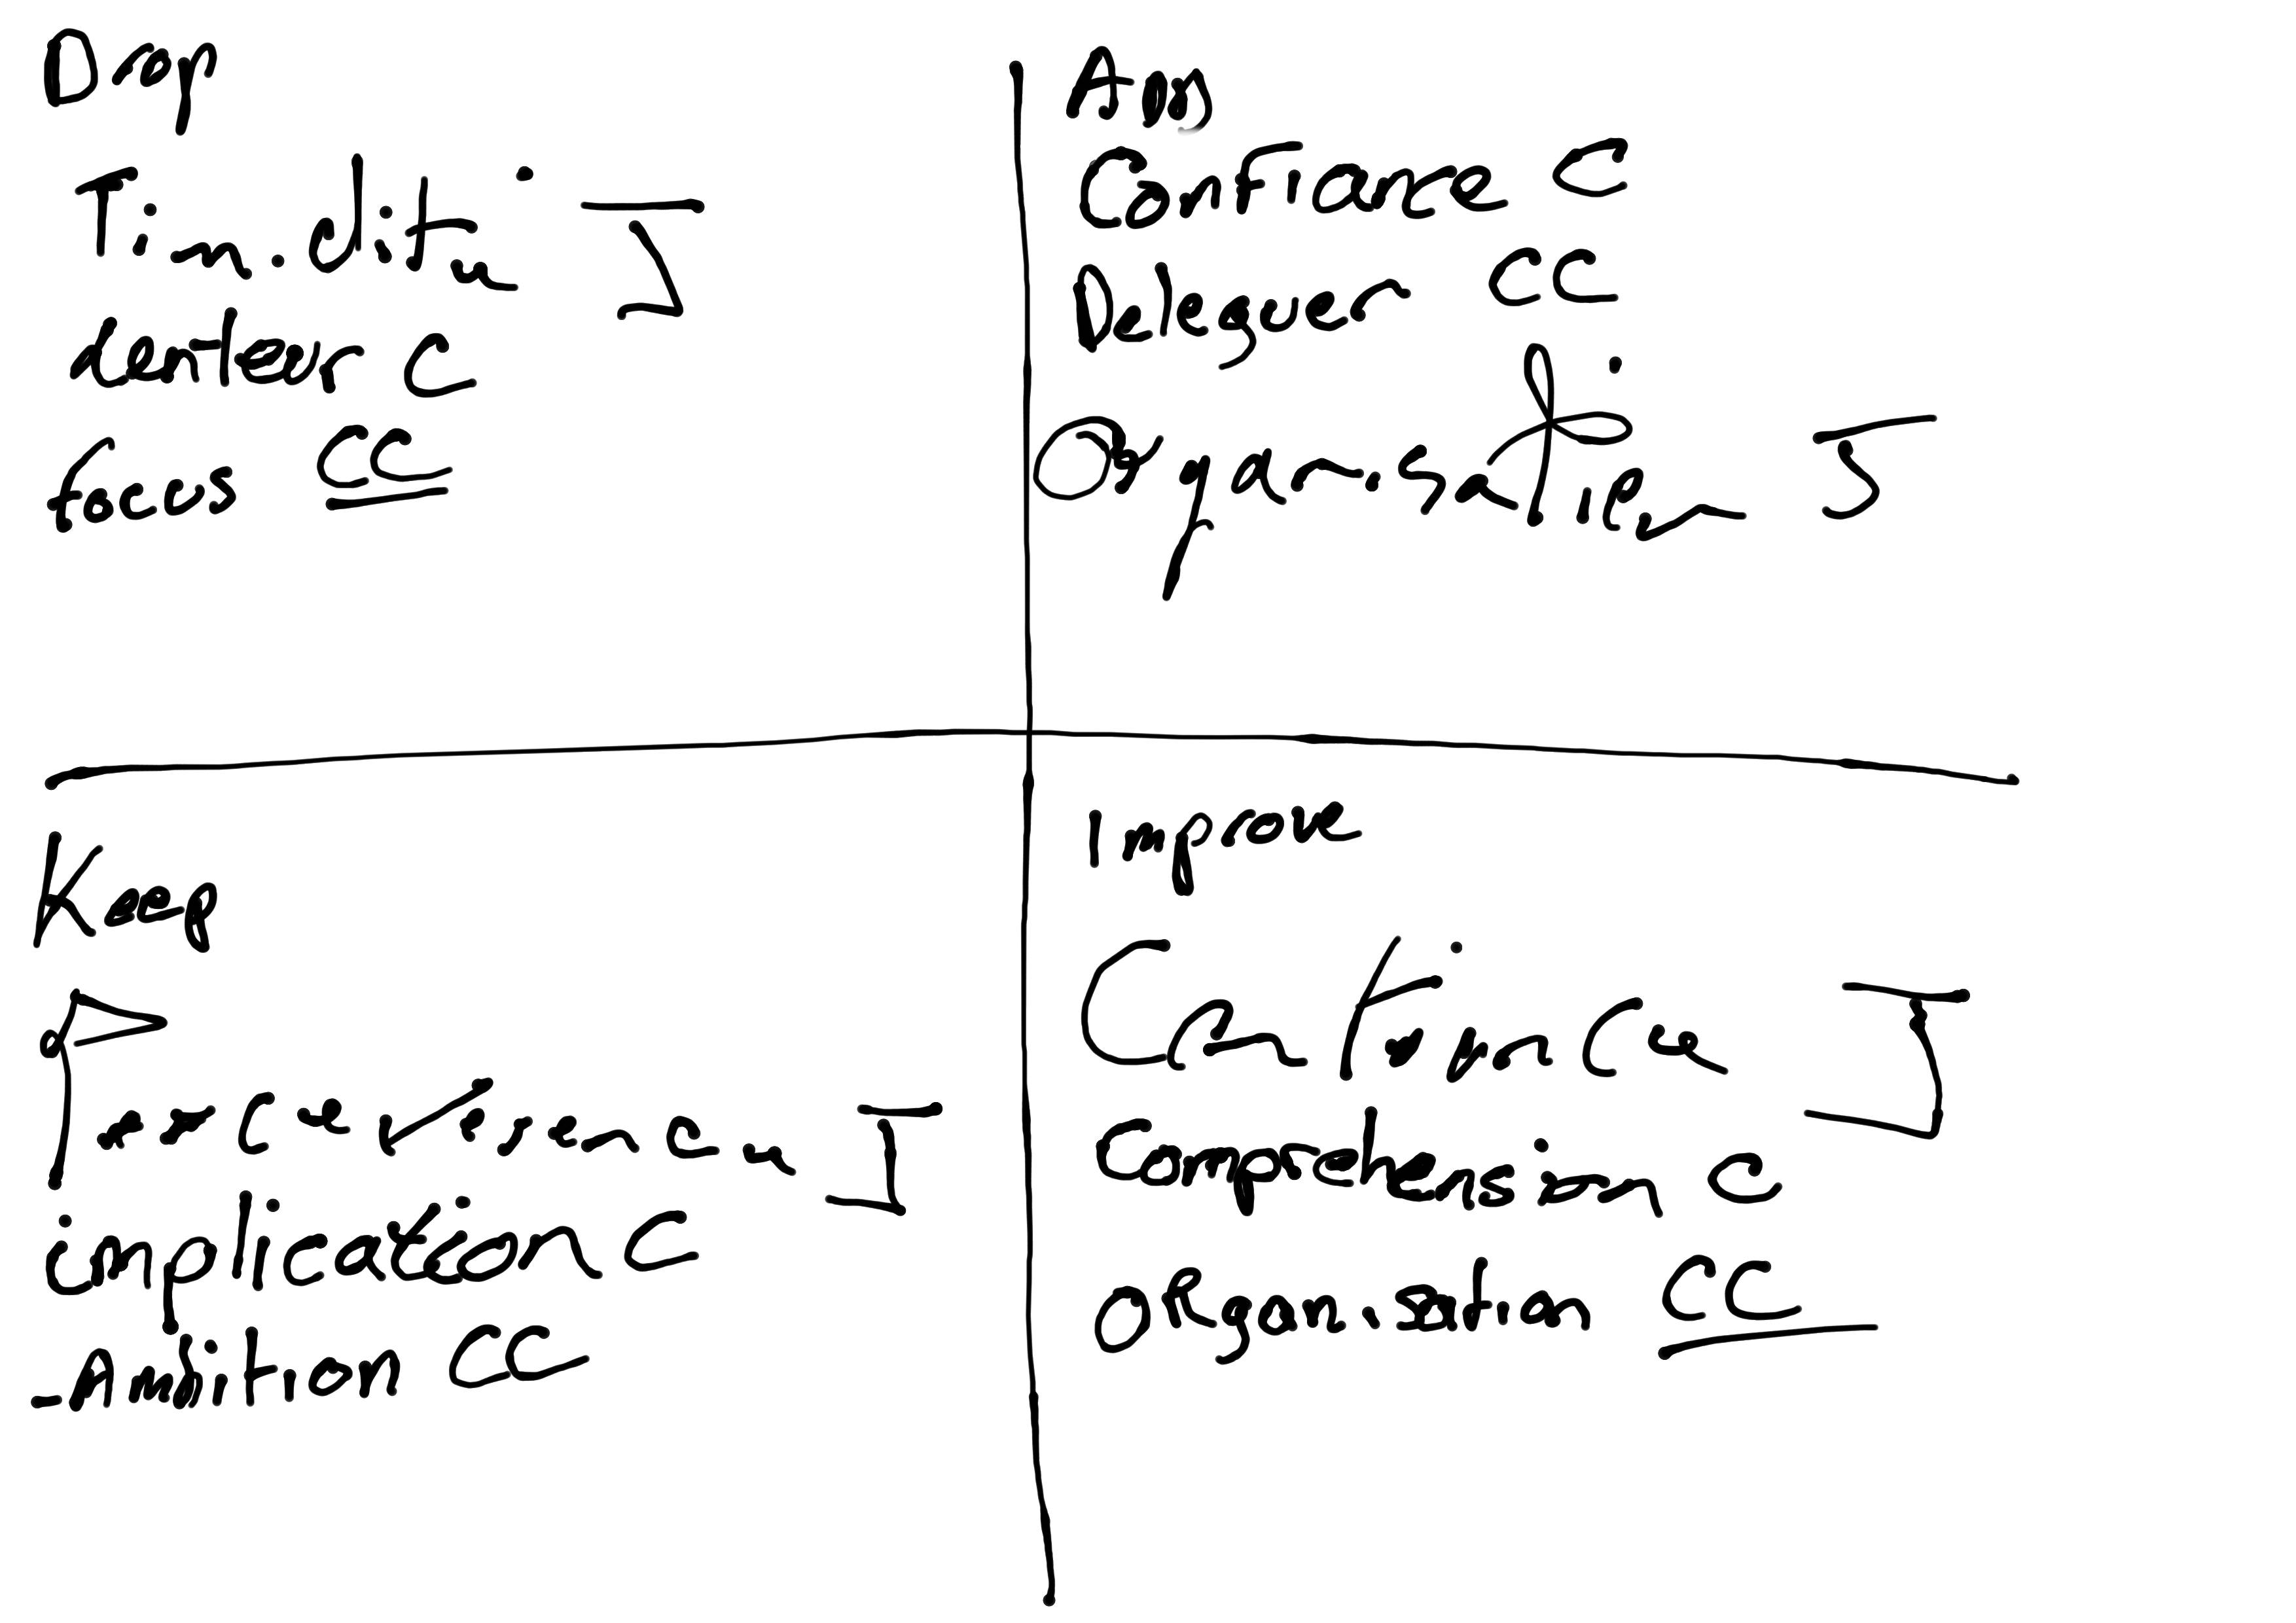 Drop
Timidité J
lenteur C
focus CC
Add
Confiance C
Deleguer CC
Organisation J
Keep
implication C
-Ambition CC
Improve
Confiance J
Comprehension C
ORganisation CC